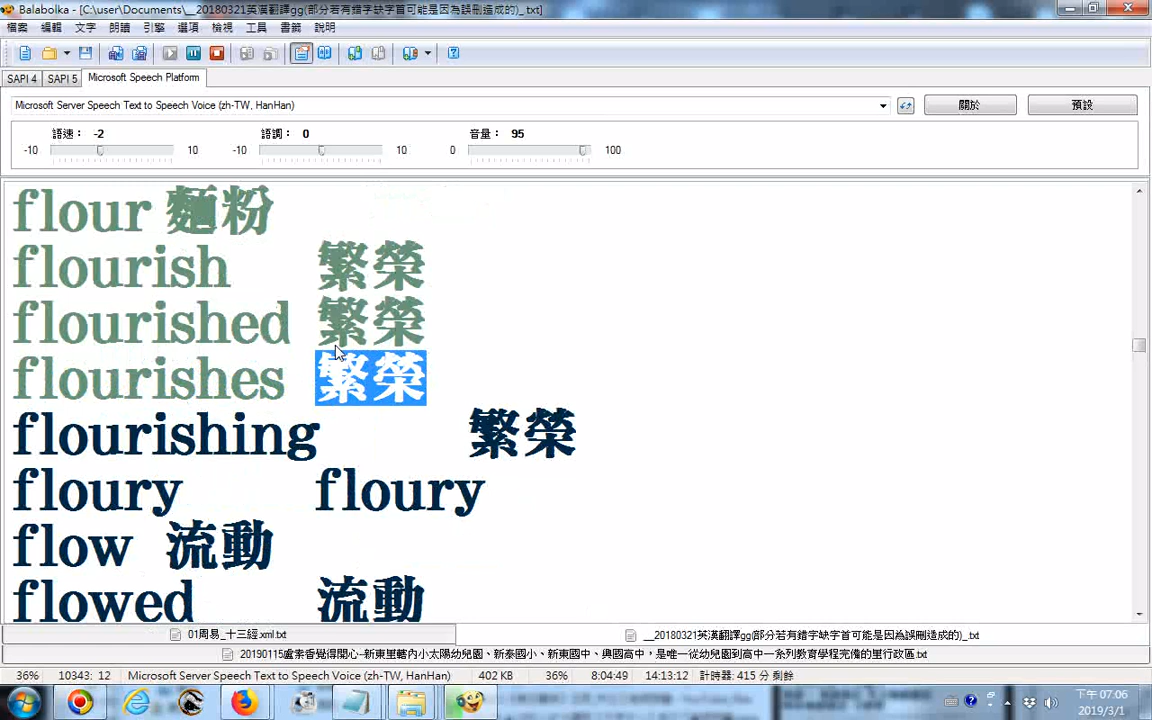 Balabolka - [C:\user\Documents\__20180321英漢翻譯gg(部分若有錯字缺字首可能是因為誤刪造成的)_.txt]
檔案 編輯 文字 朗讀 引擎 選項 檢視 工具 書籤 說明
SAPI 4 SAPI 5 Microsoft Speech Platform
Microsoft Server Speech Text to Speech Voice (zh-TW, HanHan) 關於 預設
語速： -2 語調： 0 音量： 95
-10 10 -10 10 0 100
flour 麵粉
flourish 繁榮
flourished 繁榮
flourishes 繁榮
flourishing 繁榮
floury floury
flow 流動
flowed 流動
01周易_十三經.xml.txt __20180321英漢翻譯gg(部分若有錯字缺字首可能是因為誤刪造成的)_.txt
20190115盧素香覺得開心~新東里轄內小太陽幼兒園、新泰國小、新東國中、興國高中，是唯一從幼兒園到高中一系列教育學程完備的里行政區.txt
36% 10343: 12 Microsoft Server Speech Text to Speech Voice (zh-TW, HanHan) 402 KB 36% 8:04:49 14:13:12 計時器: 415 分 剩餘
下午 07:06
2019/3/1